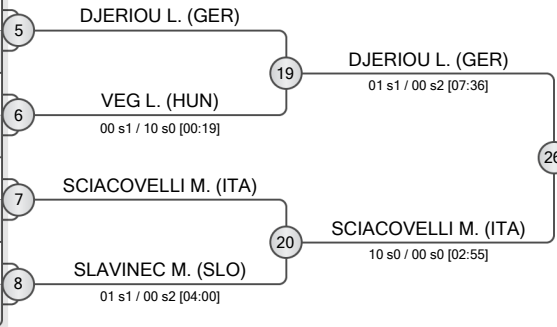 DJERIOU L. (GER)
5
19
DJERIOU L. (GER)
01 s1 / 00 s2 [07:36]
VEG L. (HUN)
6
00 s1 / 10 s0 [00:19]
26
SCIACOVELLI M. (ITA)
7
20
SCIACOVELLI M. (ITA)
10 s0 / 00 s0 [02:55]
SLAVINEC M. (SLO)
8
01 s1 / 00 s2 [04:00]